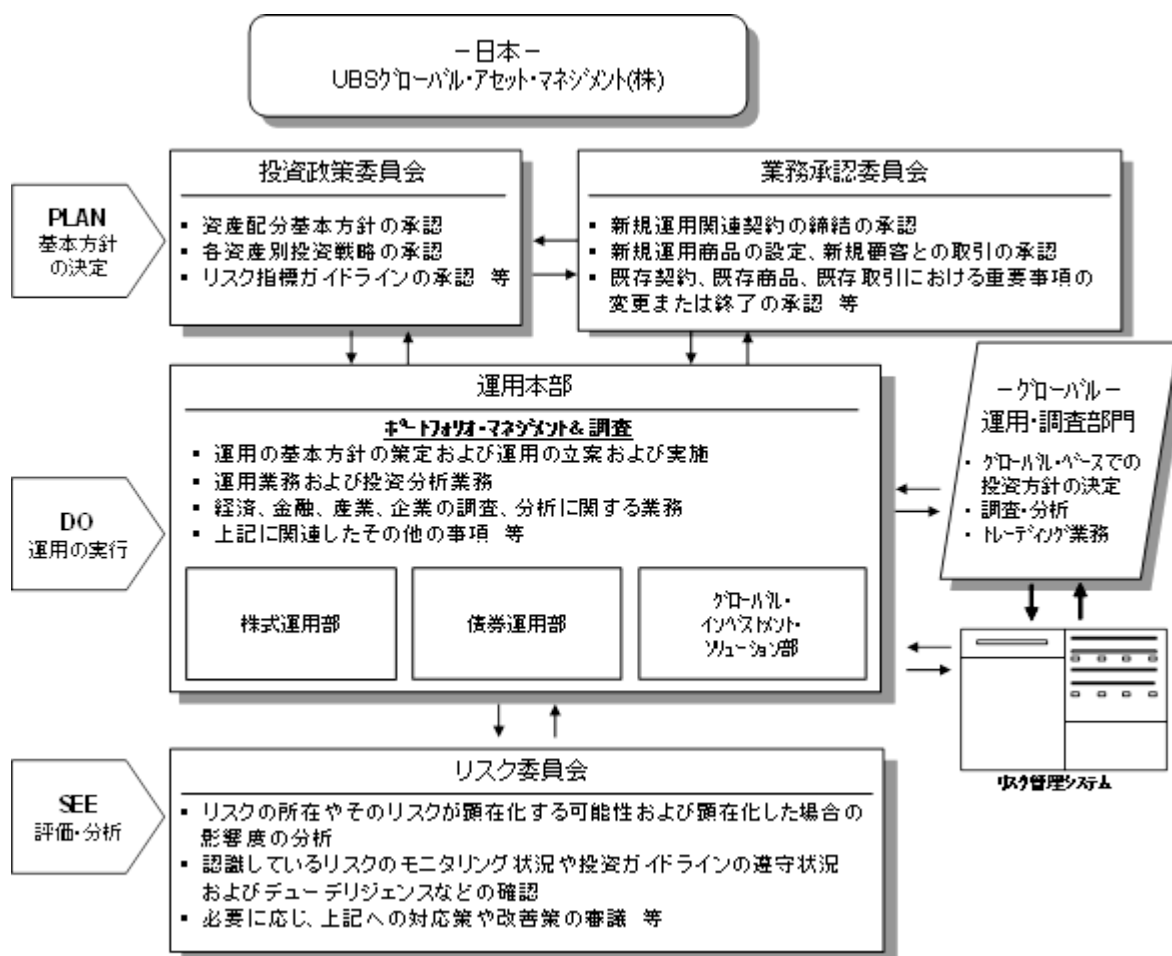 －日本－
UBSグローバル・アセット・マネジメント(株)
PLAN
基本方針
の決定
投資政策委員会
▪ 資産配分基本方針の承認
▪ 各資産別投資戦略の承認
▪ リスク指標ガイドラインの承認 等
業務承認委員会
▪ 新規運用関連契約の締結の承認
▪ 新規運用商品の設定、新規顧客との取引の承認
▪ 既存契約、既存商品、既存取引における重要事項の
変更または終了の承認 等
DO
運用の実行
運用本部
ポートフォリオ・マネジメント&調査
▪ 運用の基本方針の策定および運用の立案および実施
▪ 運用業務および投資分析業務
▪ 経済、金融、産業、企業の調査、分析に関する業務
▪ 上記に関連したその他の事項 等
株式運用部
債券運用部
グローバル・
インベストメント・
ソリューション部
－グローバル－
運用・調査部門
▪ グローバル・ベースでの
投資方針の決定
▪ 調査・分析
▪ トレーディング業務
リスク管理システム
SEE
評価・分析
リスク委員会
▪ リスクの所在やそのリスクが顕在化する可能性および顕在化した場合の
影響度の分析
▪ 認識しているリスクのモニタリング状況や投資ガイドラインの遵守状況
およびデューデリジェンスなどの確認
▪ 必要に応じ、上記への対応策や改善策の審議 等